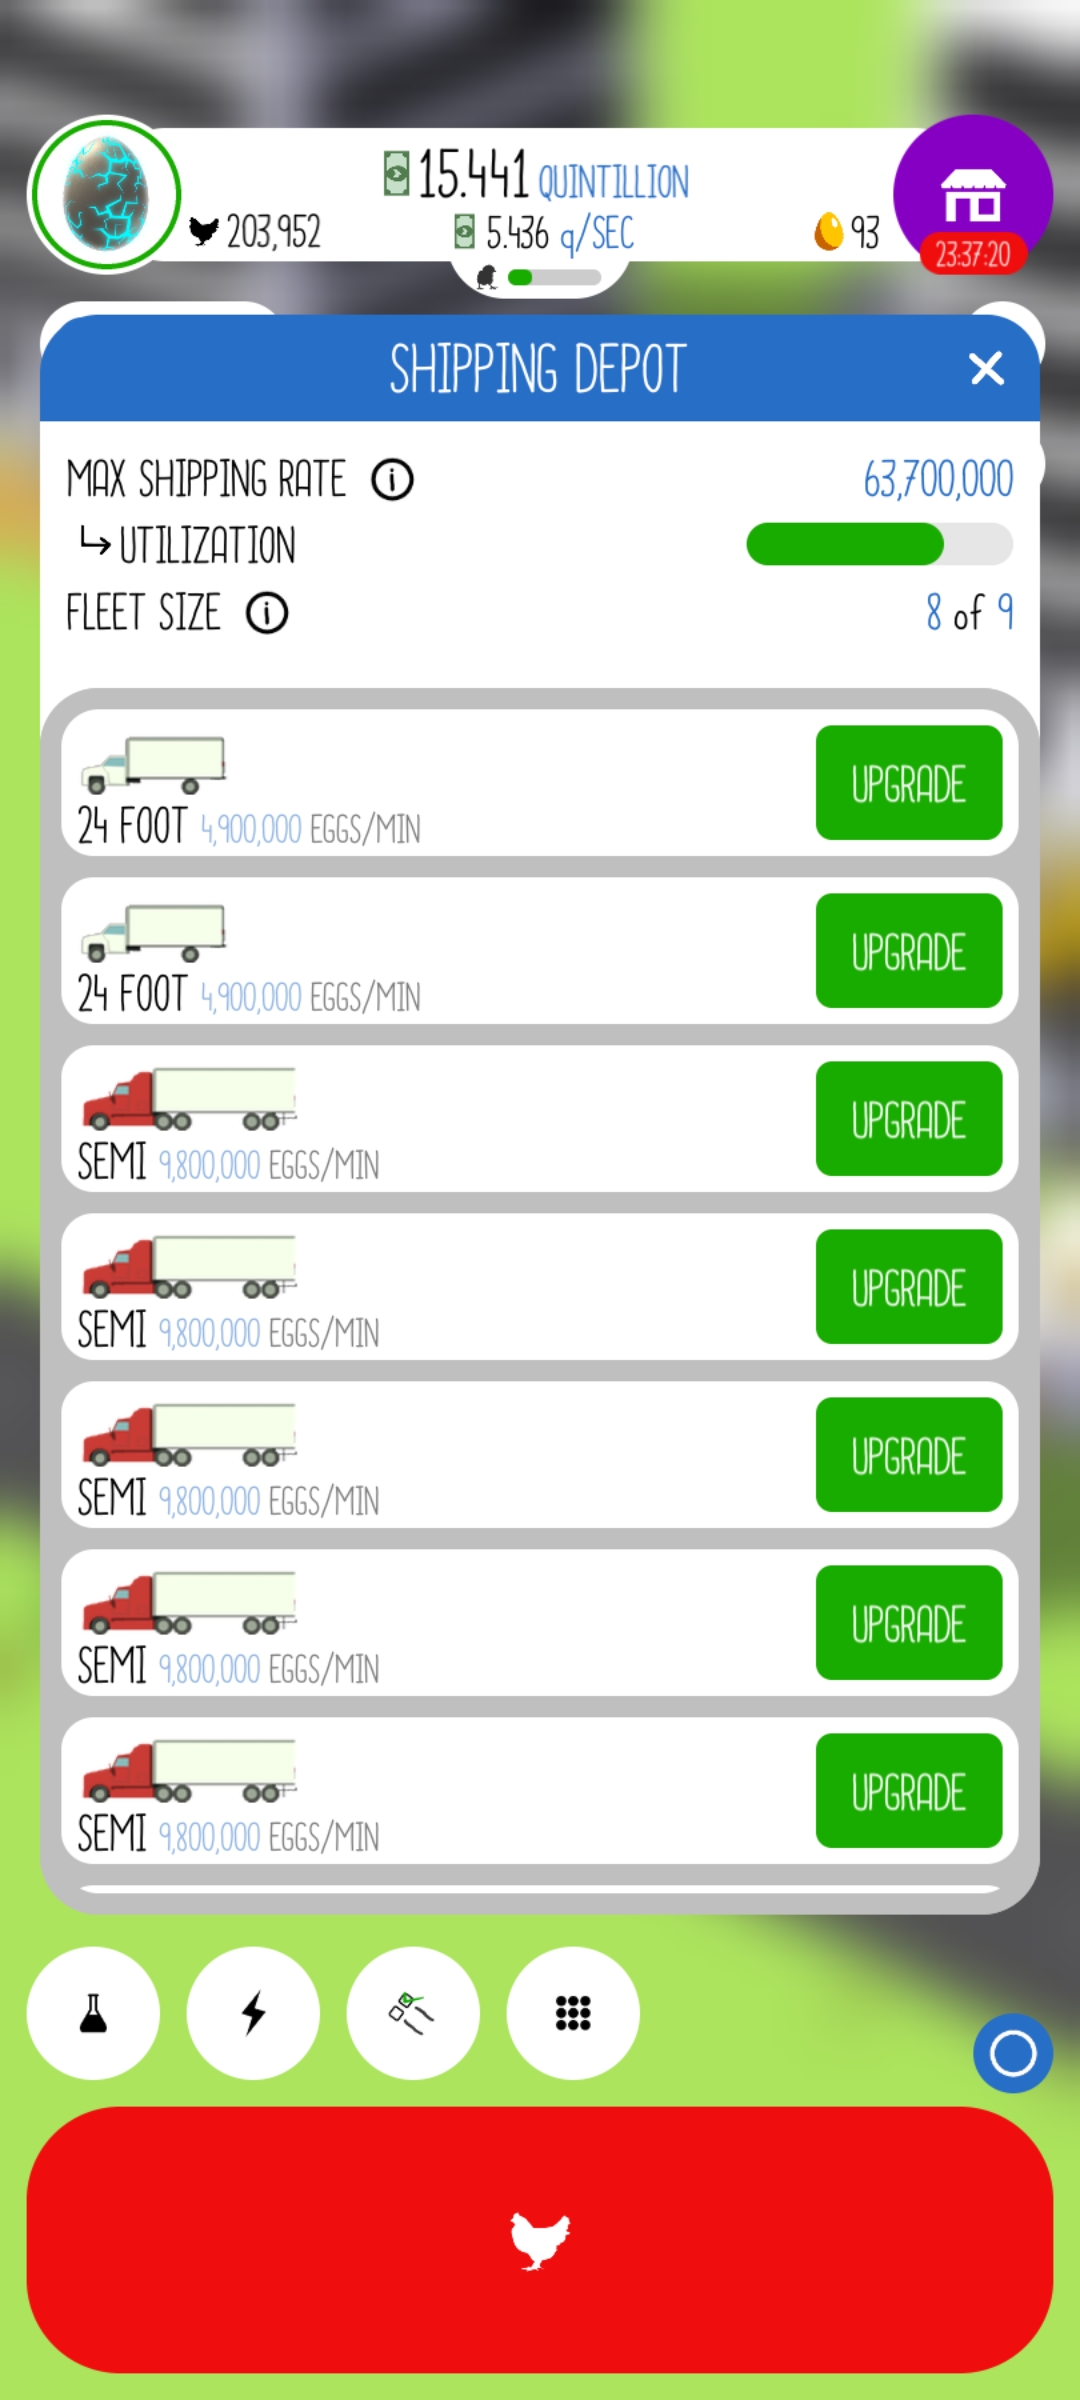 15.441 QUINTILLION
203,952 5.436 q/SEC 93
23:37:20
SHIPPING DEPOT
MAX SHIPPING RATE 63,700,000
UTILIZATION
FLEET SIZE 8 of 9
24 FOOT 4,900,000 EGGS/MIN UPGRADE
24 FOOT 4,900,000 EGGS/MIN UPGRADE
SEMI 9,800,000 EGGS/MIN UPGRADE
SEMI 9,800,000 EGGS/MIN UPGRADE
SEMI 9,800,000 EGGS/MIN UPGRADE
SEMI 9,800,000 EGGS/MIN UPGRADE
SEMI 9,800,000 EGGS/MIN UPGRADE